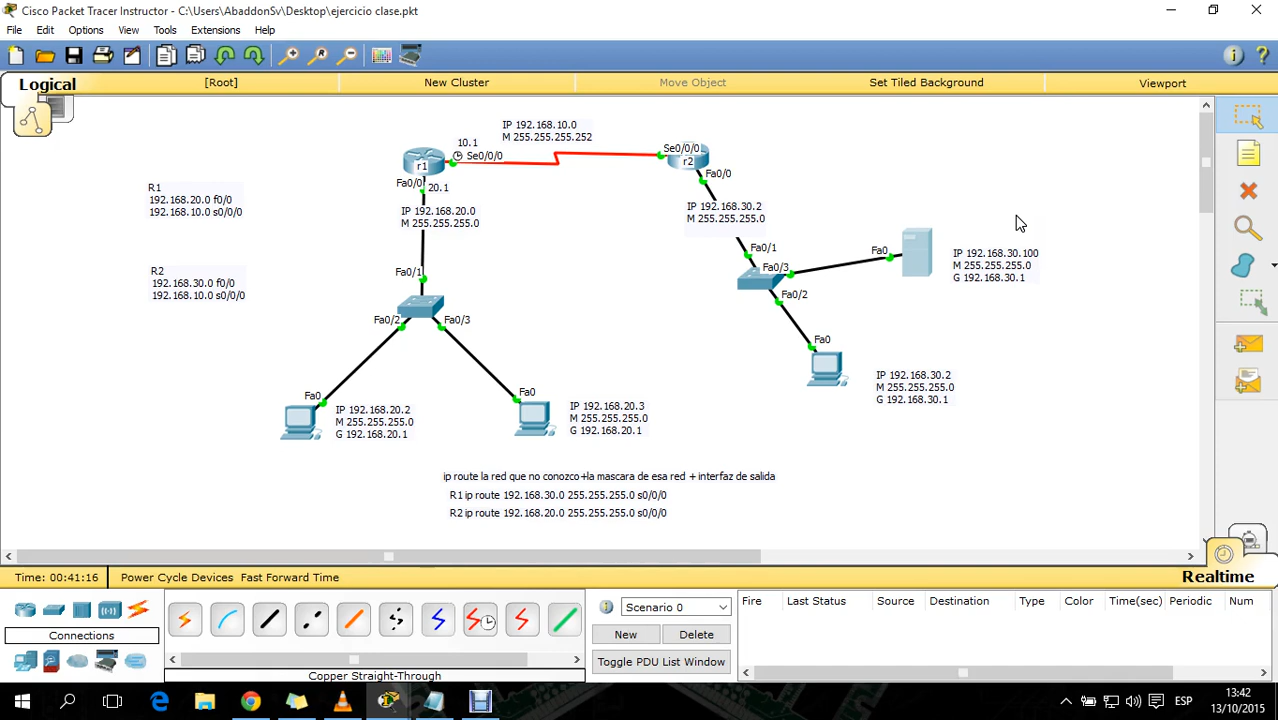 Cisco Packet Tracer Instructor - C:\Users\AbaddonSv\Desktop\ejercicio clase.pkt
File Edit Options View Tools Extensions Help
Logical [Root] New Cluster Move Object Set Tiled Background Viewport
IP 192.168.10.0
M 255.255.255.252
10.1
Se0/0/0
Se0/0/0
r1
r2
Fa0/0
20.1
Fa0/0
R1
192.168.20.0 f0/0
192.168.10.0 s0/0/0
IP 192.168.20.0
M 255.255.255.0
IP 192.168.30.2
M 255.255.255.0
Fa0/1
Fa0/3
Fa0/2
Fa0
IP 192.168.30.100
M 255.255.255.0
G 192.168.30.1
R2
192.168.30.0 f0/0
192.168.10.0 s0/0/0
Fa0/1
Fa0/2
Fa0/3
Fa0
IP 192.168.30.2
M 255.255.255.0
G 192.168.30.1
Fa0
IP 192.168.20.2
M 255.255.255.0
G 192.168.20.1
Fa0
IP 192.168.20.3
M 255.255.255.0
G 192.168.20.1
ip route la red que no conozco+la mascara de esa red + interfaz de salida
R1 ip route 192.168.30.0 255.255.255.0 s0/0/0
R2 ip route 192.168.20.0 255.255.255.0 s0/0/0
Time: 00:41:16 Power Cycle Devices Fast Forward Time
Realtime
Connections
Copper Straight-Through
Scenario 0
New Delete
Toggle PDU List Window
Fire Last Status Source Destination Type Color Time(sec) Periodic Num
ESP
13:42
13/10/2015